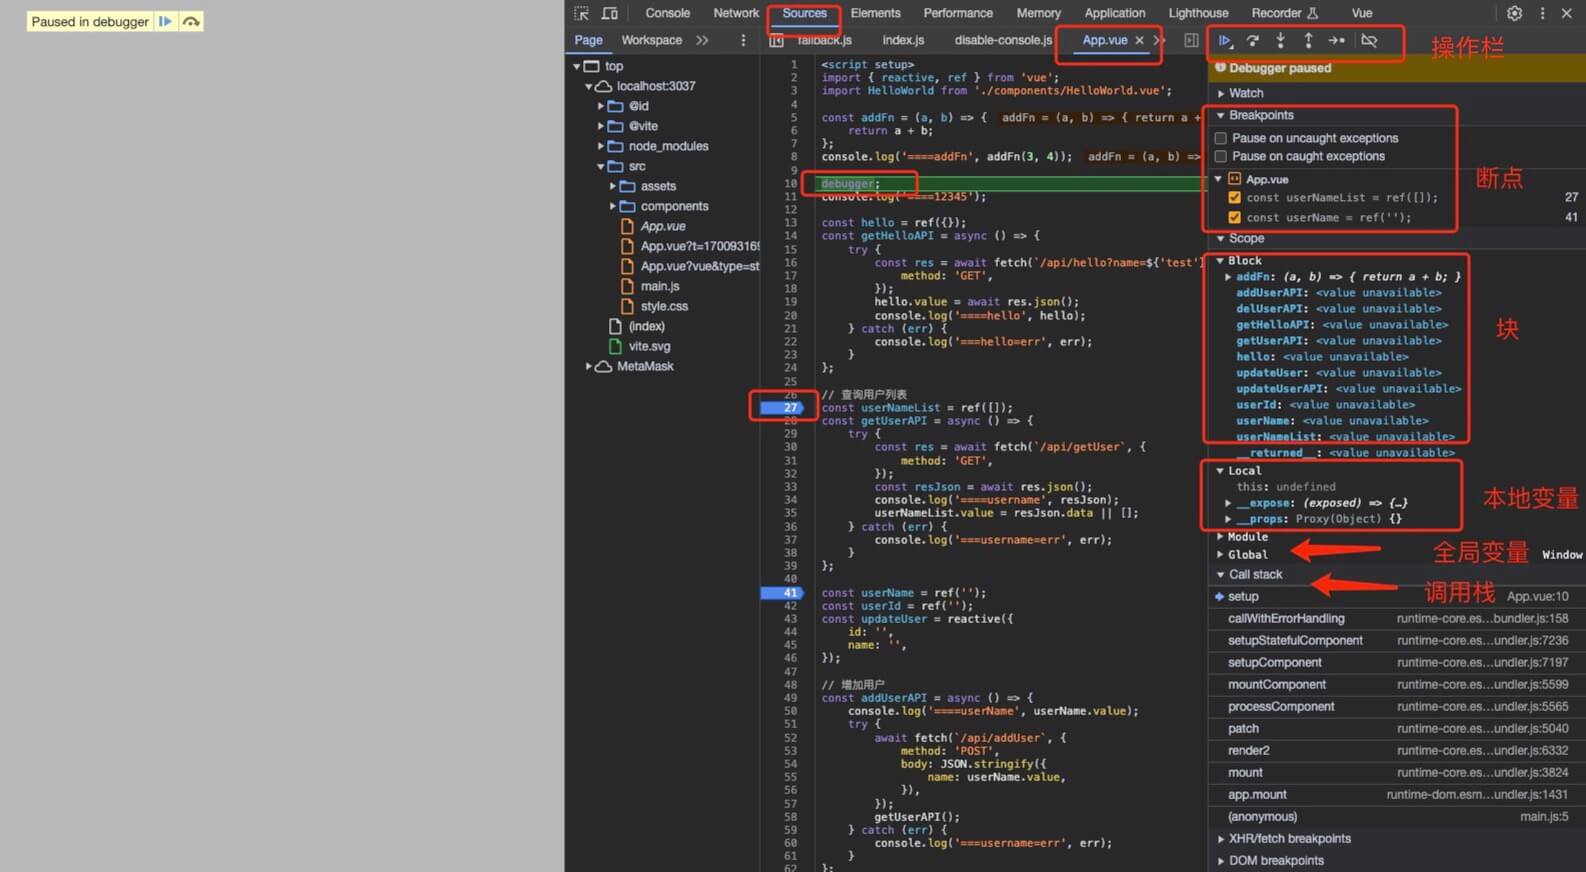 Paused in debugger
Console Network Sources Elements Performance Memory Application Lighthouse Recorder Vue
Page Workspace
fallback.js index.js disable-console.js App.vue
操作栏
top
localhost:3037
@id
@vite
node_modules
src
assets
components
App.vue
App.vue?t=170093169
App.vue?vue&type=st
main.js
style.css
(index)
vite.svg
MetaMask
1 <script setup>
2 import { reactive, ref } from 'vue';
3 import HelloWorld from './components/HelloWorld.vue';
4
5 const addFn = (a, b) => { addFn = (a, b) => { return a +
6 return a + b;
7 };
8 console.log('====addFn', addFn(3, 4)); addFn = (a, b) =>
9
10 debugger;
11 console.log('====12345');
12
13 const hello = ref({});
14 const getHelloAPI = async () => {
15 try {
16 const res = await fetch(`/api/hello?name=${'test'}
17 method: 'GET',
18 });
19 hello.value = await res.json();
20 console.log('====hello', hello);
21 } catch (err) {
22 console.log('===hello=err', err);
23 }
24 };
25
26 // 查询用户列表
27 const userNameList = ref([]);
28 const getUserAPI = async () => {
29 try {
30 const res = await fetch(`/api/getUser`, {
31 method: 'GET',
32 });
33 const resJson = await res.json();
34 console.log('====username', resJson);
35 userNameList.value = resJson.data || [];
36 } catch (err) {
37 console.log('===username=err', err);
38 }
39 };
40
41 const userName = ref('');
42 const userId = ref('');
43 const updateUser = reactive({
44 id: '',
45 name: '',
46 });
47
48 // 增加用户
49 const addUserAPI = async () => {
50 console.log('====userName', userName.value);
51 try {
52 await fetch(`/api/addUser`, {
53 method: 'POST',
54 body: JSON.stringify({
55 name: userName.value,
56 }),
57 });
58 getUserAPI();
59 } catch (err) {
60 console.log('===username=err', err);
61 }
62 };
Debugger paused
Watch
Breakpoints
Pause on uncaught exceptions
Pause on caught exceptions
App.vue
const userNameList = ref([]); 27
const userName = ref(''); 41
断点
Scope
Block
addFn: (a, b) => { return a + b; }
addUserAPI: <value unavailable>
delUserAPI: <value unavailable>
getHelloAPI: <value unavailable>
getUserAPI: <value unavailable>
hello: <value unavailable>
updateUser: <value unavailable>
updateUserAPI: <value unavailable>
userId: <value unavailable>
userName: <value unavailable>
userNameList: <value unavailable>
__returned__: <value unavailable>
块
Local
this: undefined
__expose: (exposed) => {…}
__props: Proxy(Object) {}
本地变量
Module
Global 全局变量 Window
Call stack 调用栈
setup App.vue:10
callWithErrorHandling runtime-core.es…bundler.js:158
setupStatefulComponent runtime-core.es…undler.js:7236
setupComponent runtime-core.es…undler.js:7197
mountComponent runtime-core.es…undler.js:5599
processComponent runtime-core.es…undler.js:5565
patch runtime-core.es…undler.js:5040
render2 runtime-core.es…undler.js:6332
mount runtime-core.es…undler.js:3824
app.mount runtime-dom.esm…undler.js:1431
(anonymous) main.js:5
XHR/fetch breakpoints
DOM breakpoints